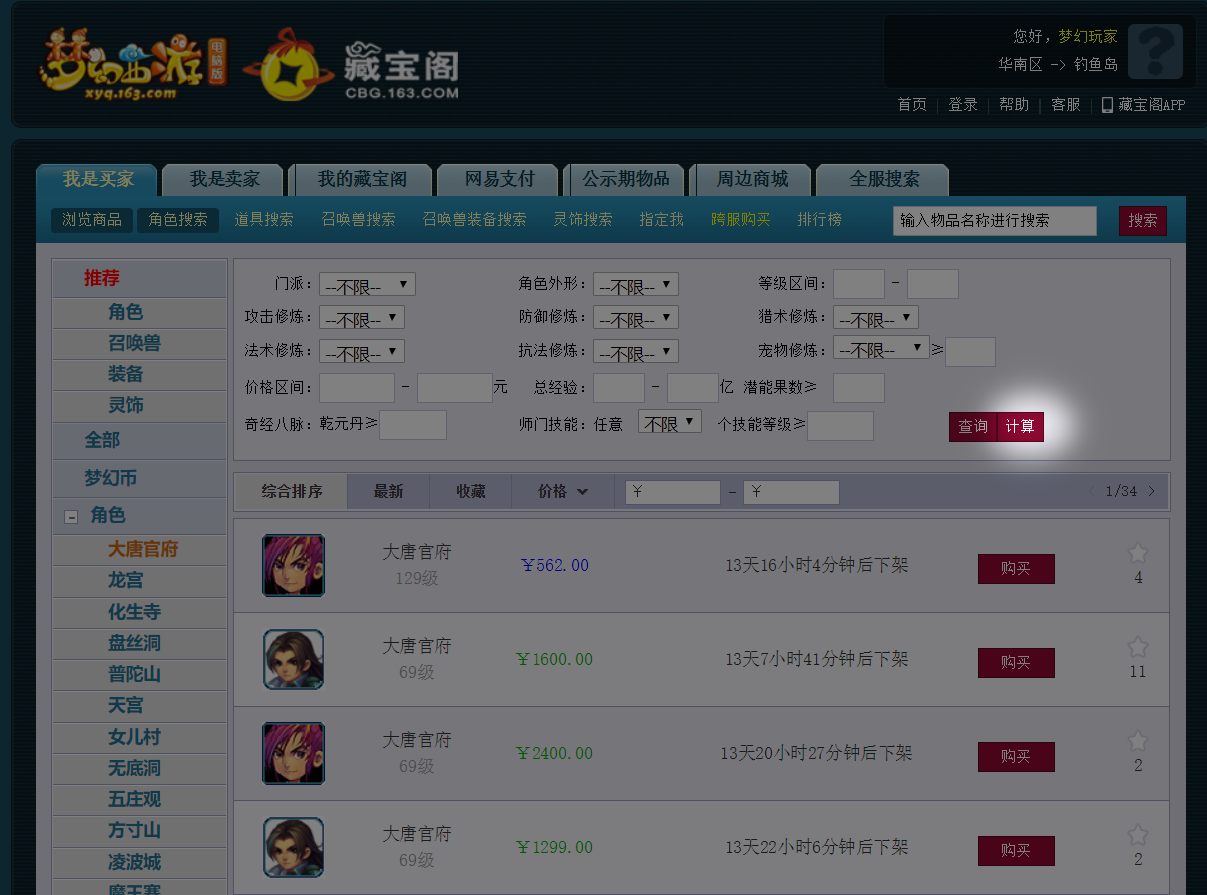 梦幻西游 电脑版
xyq.163.com
藏宝阁
CBG.163.COM
您好，梦幻玩家
华南区 -> 钓鱼岛
首页 | 登录 | 帮助 | 客服 | 藏宝阁APP
我是买家 我是卖家 我的藏宝阁 网易支付 公示期物品 周边商城 全服搜索
浏览商品 角色搜索 道具搜索 召唤兽搜索 召唤兽装备搜索 灵饰搜索 指定我 跨服购买 排行榜 输入物品名称进行搜索 搜索
推荐
角色
召唤兽
装备
灵饰
全部
梦幻币
角色
大唐官府
龙宫
化生寺
盘丝洞
普陀山
天宫
女儿村
无底洞
五庄观
方寸山
凌波城
魔王寨
门派： --不限-- 角色外形： --不限-- 等级区间： -
攻击修炼： --不限-- 防御修炼： --不限-- 猎术修炼： --不限--
法术修炼： --不限-- 抗法修炼： --不限-- 宠物修炼： --不限-- ≥
价格区间： - 元 总经验： - 亿 潜能果数≥
奇经八脉：乾元丹≥ 师门技能：任意 不限 个技能等级≥ 查询 计算
综合排序 最新 收藏 价格 ￥ - ￥ 1/34
大唐官府
129级
￥562.00
13天16小时4分钟后下架
购买
4
大唐官府
69级
￥1600.00
13天7小时41分钟后下架
购买
11
大唐官府
69级
￥2400.00
13天20小时27分钟后下架
购买
2
大唐官府
69级
￥1299.00
13天22小时6分钟后下架
购买
2